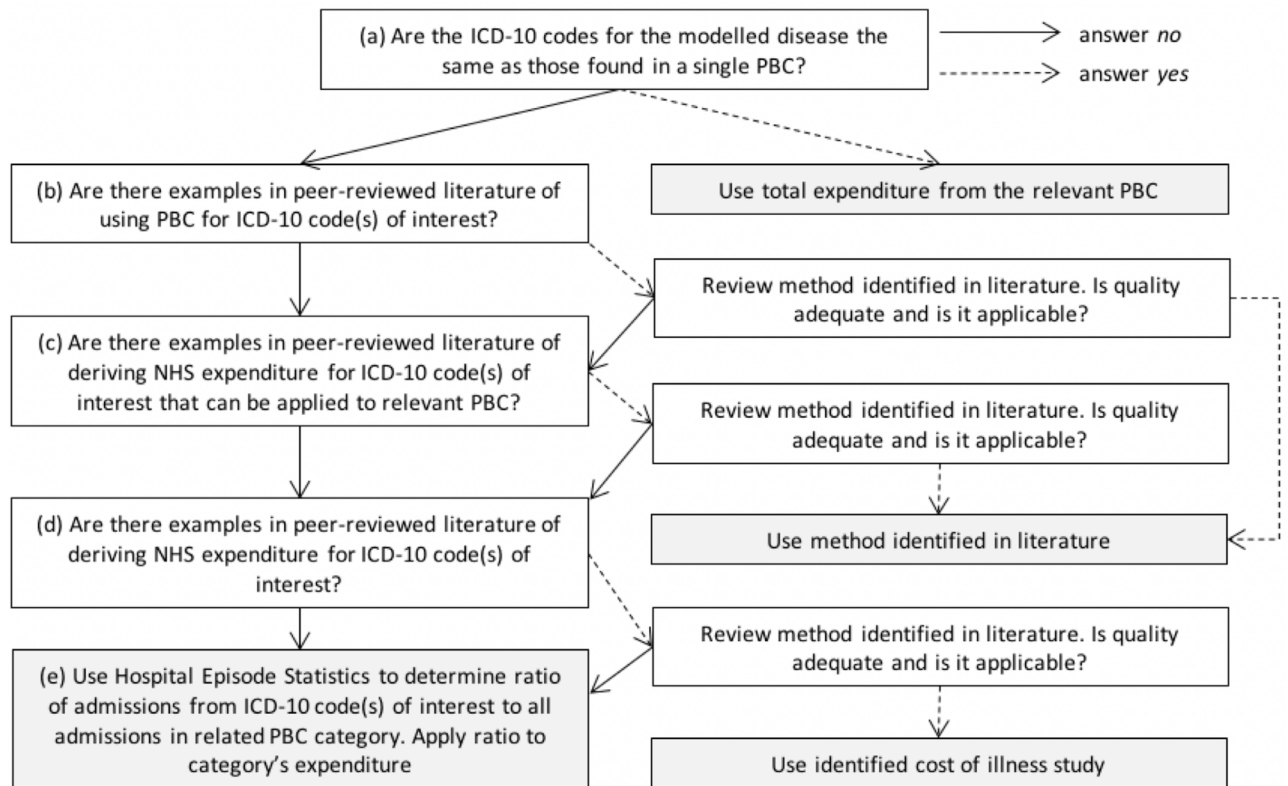 (a) Are the ICD-10 codes for the modelled disease the
same as those found in a single PBC?
answer no
answer yes
(b) Are there examples in peer-reviewed literature of
using PBC for ICD-10 code(s) of interest?
Use total expenditure from the relevant PBC
Review method identified in literature. Is quality
adequate and is it applicable?
(c) Are there examples in peer-reviewed literature of
deriving NHS expenditure for ICD-10 code(s) of
interest that can be applied to relevant PBC?
Review method identified in literature. Is quality
adequate and is it applicable?
(d) Are there examples in peer-reviewed literature of
deriving NHS expenditure for ICD-10 code(s) of
interest?
Use method identified in literature
Review method identified in literature. Is quality
adequate and is it applicable?
(e) Use Hospital Episode Statistics to determine ratio
of admissions from ICD-10 code(s) of interest to all
admissions in related PBC category. Apply ratio to
category’s expenditure
Use identified cost of illness study